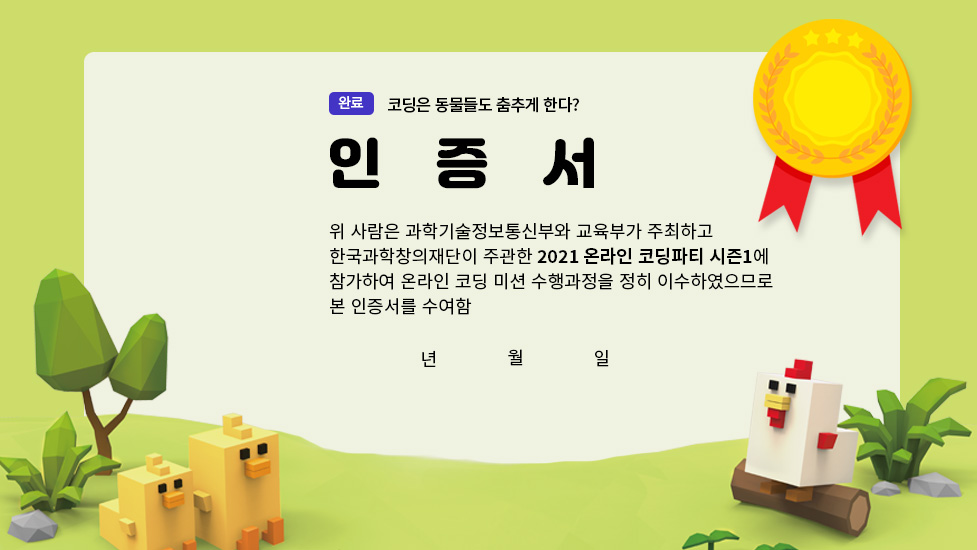 완료 코딩은 동물들도 춤추게 한다?
인 증 서
위 사람은 과학기술정보통신부와 교육부가 주최하고
한국과학창의재단이 주관한 2021 온라인 코딩파티 시즌1에
참가하여 온라인 코딩 미션 수행과정을 정히 이수하였으므로
본 인증서를 수여함
년 월 일